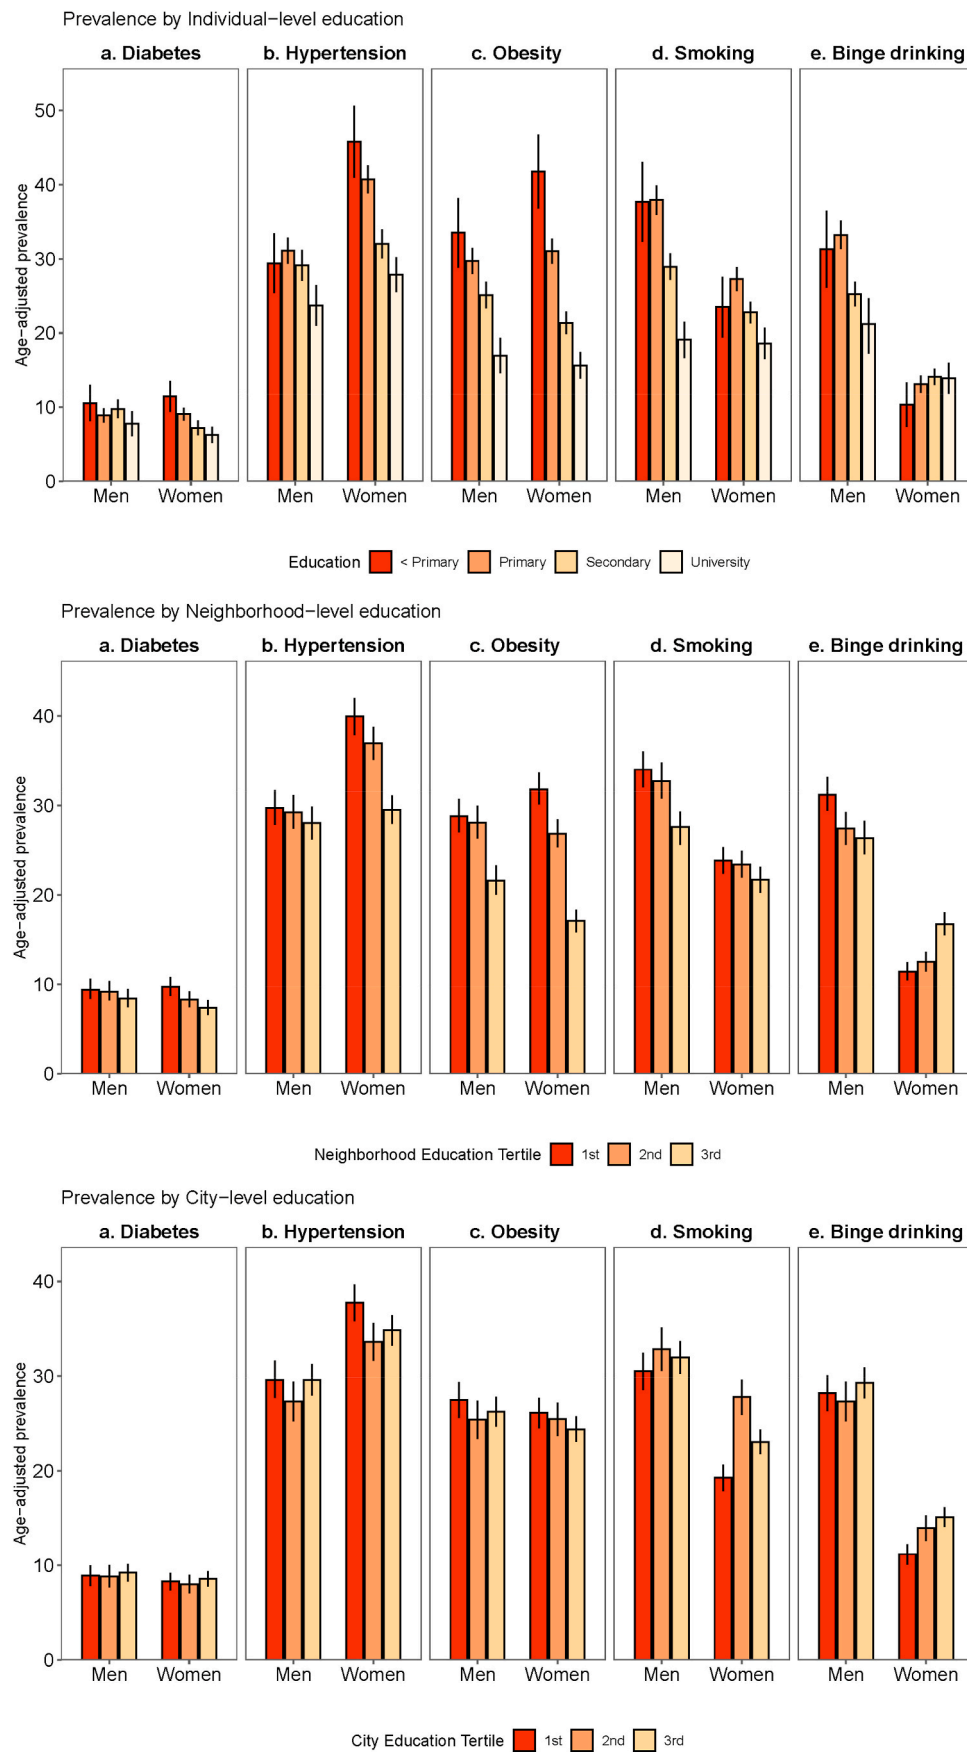 Prevalence by Individual−level education
a. Diabetes b. Hypertension c. Obesity d. Smoking e. Binge drinking
Age−adjusted prevalence
50
40
30
20
10
0
Men Women Men Women Men Women Men Women Men Women
Education < Primary Primary Secondary University
Prevalence by Neighborhood−level education
a. Diabetes b. Hypertension c. Obesity d. Smoking e. Binge drinking
Age−adjusted prevalence
40
30
20
10
0
Men Women Men Women Men Women Men Women Men Women
Neighborhood Education Tertile 1st 2nd 3rd
Prevalence by City−level education
a. Diabetes b. Hypertension c. Obesity d. Smoking e. Binge drinking
Age−adjusted prevalence
40
30
20
10
0
Men Women Men Women Men Women Men Women Men Women
City Education Tertile 1st 2nd 3rd